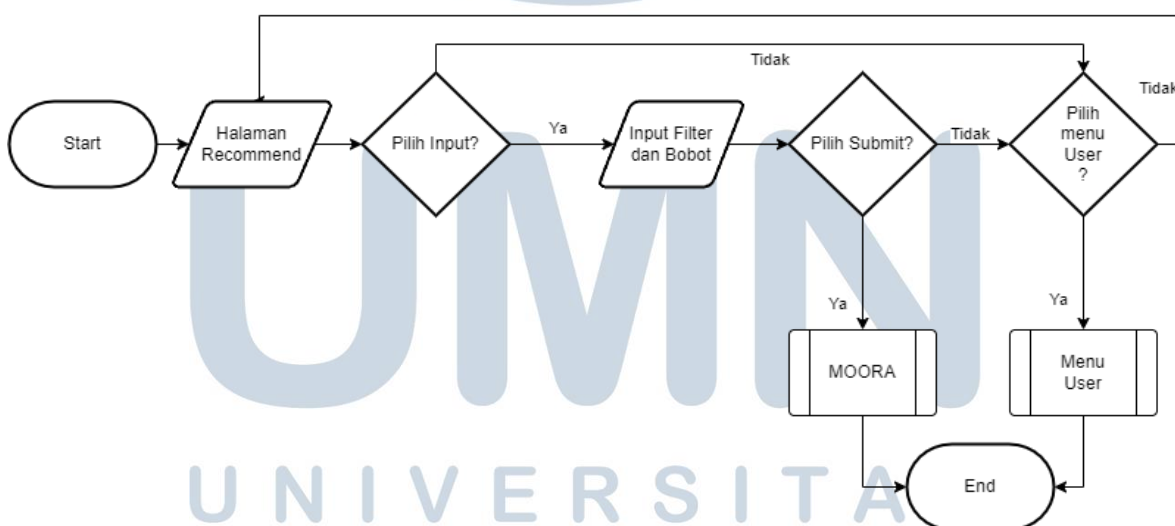 Tidak
Tidak
Start
Halaman
Recommend
Pilih Input?
Ya
Input Filter
dan Bobot
Pilih Submit?
Tidak
Pilih
menu
User
?
Ya
Ya
MOORA
Menu
User
End
UMN
UNIVERSITA